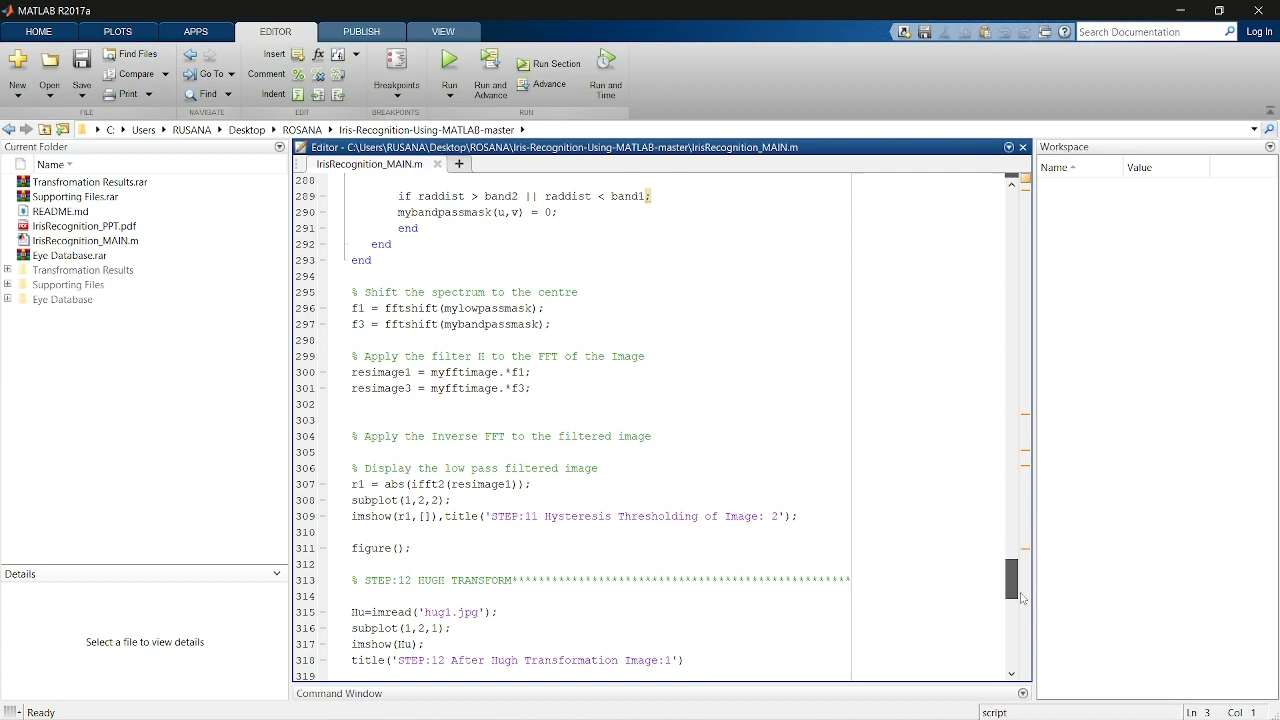 MATLAB R2017a
HOME PLOTS APPS EDITOR PUBLISH VIEW
Search Documentation Log In
New Open Save Find Files Compare Print
Go To Find
Insert Comment Indent
Breakpoints
Run Run and Advance Run Section Advance Run and Time
FILE NAVIGATE EDIT BREAKPOINTS RUN
C: Users RUSANA Desktop ROSANA Iris-Recognition-Using-MATLAB-master
Current Folder
Name
Transfromation Results.rar
Supporting Files.rar
README.md
IrisRecognition_PPT.pdf
IrisRecognition_MAIN.m
Eye Database.rar
Transfromation Results
Supporting Files
Eye Database
Details
Select a file to view details
Editor - C:\Users\RUSANA\Desktop\ROSANA\Iris-Recognition-Using-MATLAB-master\IrisRecognition_MAIN.m
IrisRecognition_MAIN.m
288
289 if raddist > band2 || raddist < band1;
290 mybandpassmask(u,v) = 0;
291 end
292 end
293 end
294
295 % Shift the spectrum to the centre
296 f1 = fftshift(mylowpassmask);
297 f3 = fftshift(mybandpassmask);
298
299 % Apply the filter H to the FFT of the Image
300 resimage1 = myfftimage.*f1;
301 resimage3 = myfftimage.*f3;
302
303
304 % Apply the Inverse FFT to the filtered image
305
306 % Display the low pass filtered image
307 r1 = abs(ifft2(resimage1));
308 subplot(1,2,2);
309 imshow(r1,[]),title('STEP:11 Hysteresis Thresholding of Image: 2');
310
311 figure();
312
313 % STEP:12 HUGH TRANSFORM***************************************************
314
315 Hu=imread('hug1.jpg');
316 subplot(1,2,1);
317 imshow(Hu);
318 title('STEP:12 After Hugh Transformation Image:1')
319
Command Window
Workspace
Name Value
Ready
script Ln 3 Col 1